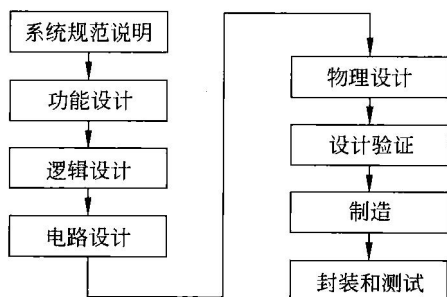 系统规范说明
功能设计
逻辑设计
电路设计
物理设计
设计验证
制造
封装和测试